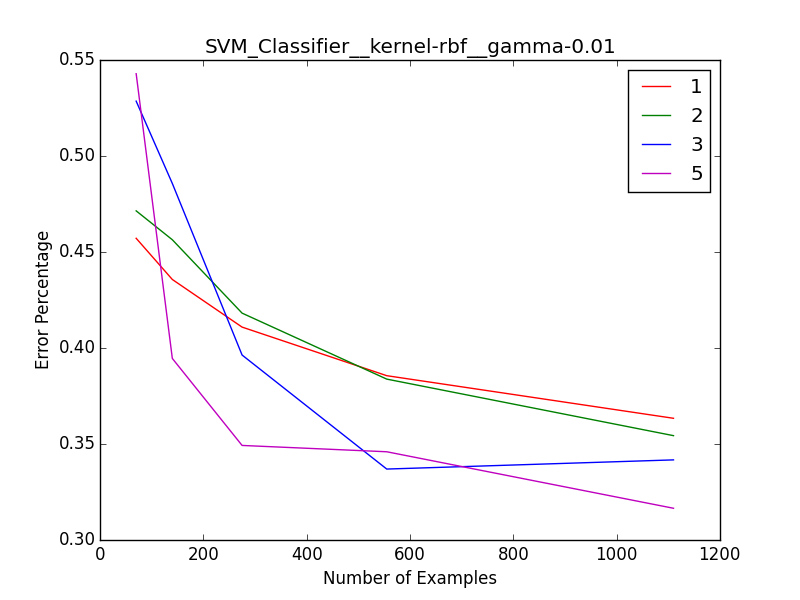 SVM_Classifier__kernel-rbf__gamma-0.01
0.55
0.50
0.45
0.40
0.35
0.30
Error Percentage
0 200 400 600 800 1000 1200
Number of Examples
1
2
3
5